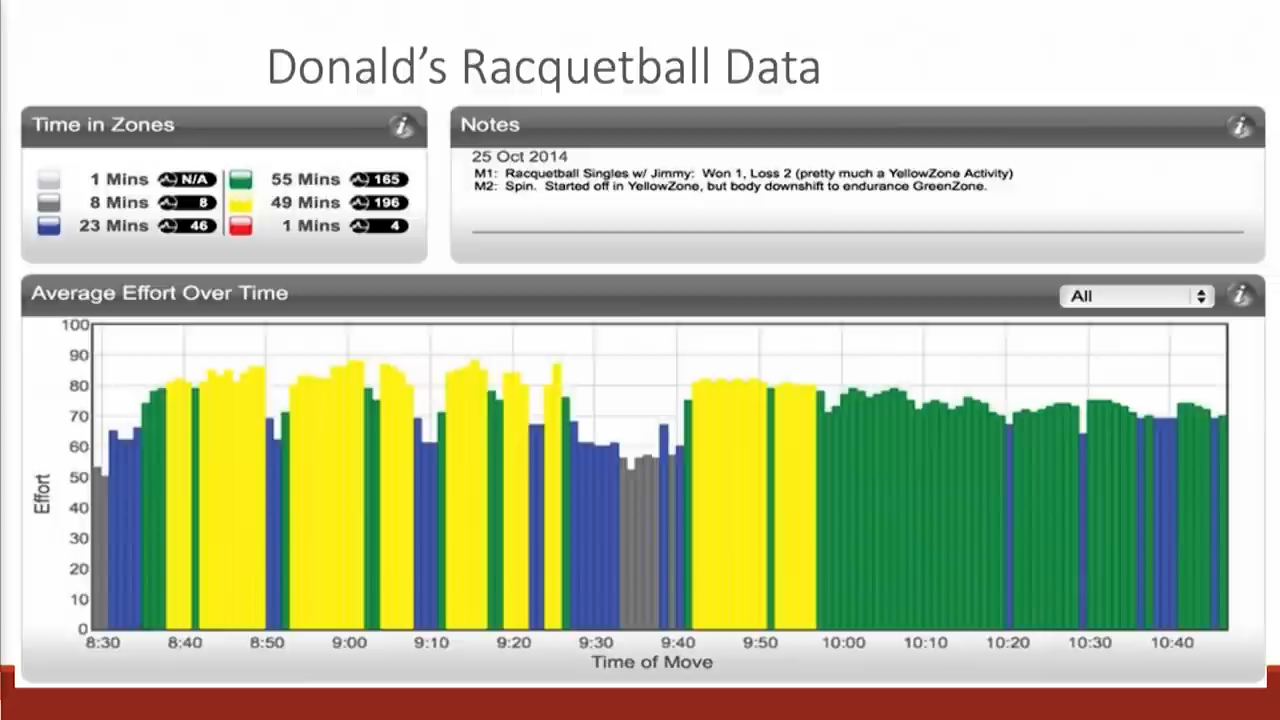 Donald's Racquetball Data
Time in Zones
i
1 Mins N/A
8 Mins 8
23 Mins 46
55 Mins 165
49 Mins 196
1 Mins 4
Notes
i
25 Oct 2014
M1: Racquetball Singles w/ Jimmy: Won 1, Loss 2 (pretty much a YellowZone Activity)
M2: Spin. Started off in YellowZone, but body downshift to endurance GreenZone.
Average Effort Over Time
All
i
100
90
80
70
60
50
40
30
20
10
0
Effort
8:30 8:40 8:50 9:00 9:10 9:20 9:30 9:40 9:50 10:00 10:10 10:20 10:30 10:40
Time of Move